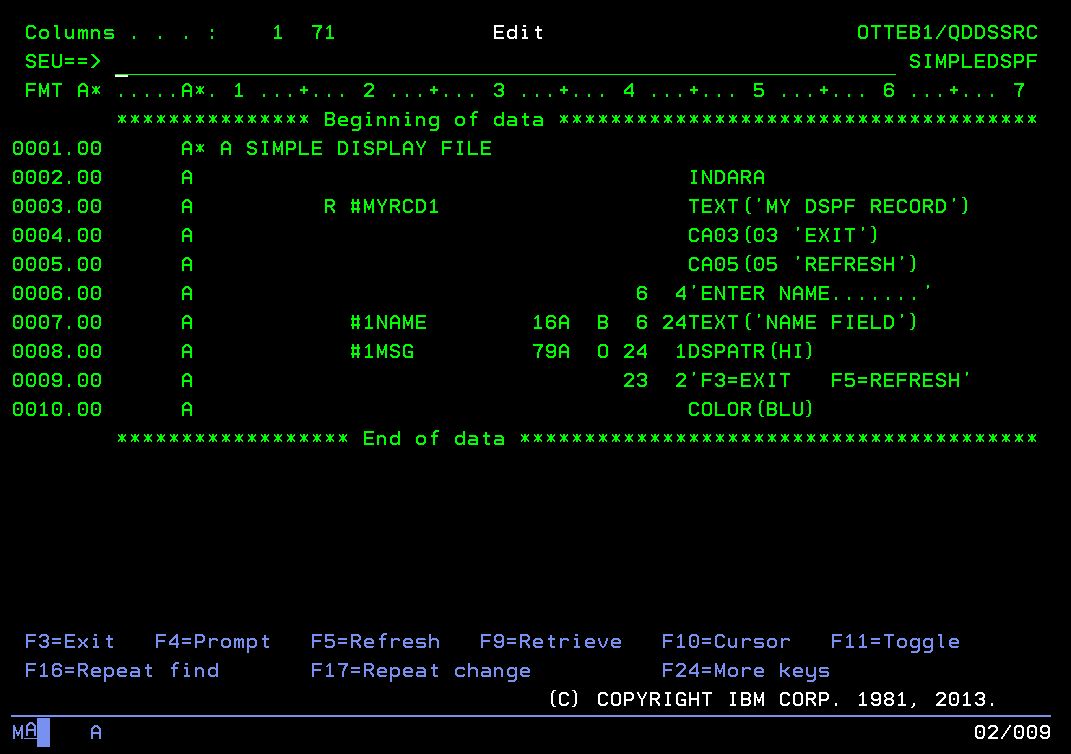 Columns . . . :    1  71           Edit                        OTTEB1/QDDSSRC
SEU==> _                                                           SIMPLEDSPF
FMT A* .....A*. 1 ...+... 2 ...+... 3 ...+... 4 ...+... 5 ...+... 6 ...+... 7
*************** Beginning of data *************************************
0001.00      A* A SIMPLE DISPLAY FILE
0002.00      A                                      INDARA
0003.00      A          R #MYRCD1                   TEXT('MY DSPF RECORD')
0004.00      A                                      CA03(03 'EXIT')
0005.00      A                                      CA05(05 'REFRESH')
0006.00      A                                  6  4'ENTER NAME.......'
0007.00      A            #1NAME        16A  B  6 24TEXT('NAME FIELD')
0008.00      A            #1MSG         79A  O 24  1DSPATR(HI)
0009.00      A                                 23  2'F3=EXIT   F5=REFRESH'
0010.00      A                                      COLOR(BLU)
****************** End of data ****************************************
F3=Exit   F4=Prompt   F5=Refresh   F9=Retrieve   F10=Cursor   F11=Toggle
F16=Repeat find       F17=Repeat change          F24=More keys
(C) COPYRIGHT IBM CORP. 1981, 2013.
MA    A    02/009